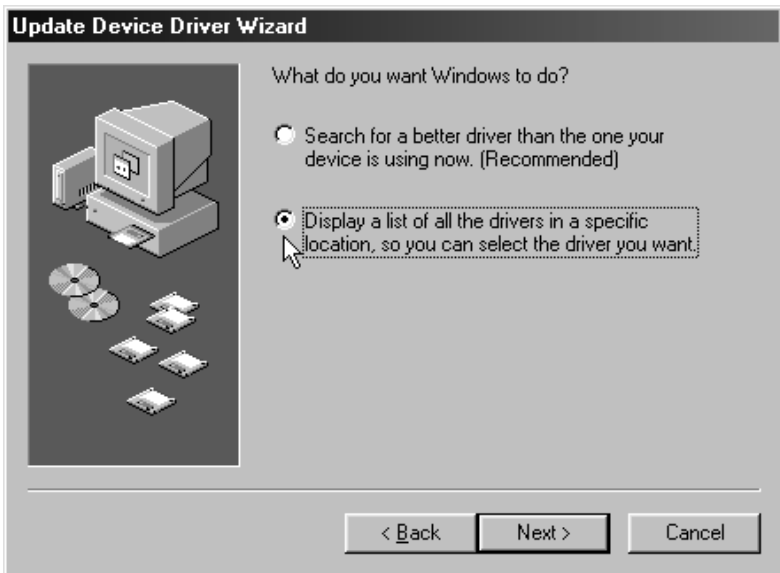 Update Device Driver Wizard
What do you want Windows to do?
Search for a better driver than the one your
device is using now. (Recommended)
Display a list of all the drivers in a specific
location, so you can select the driver you want.
< Back
Next >
Cancel